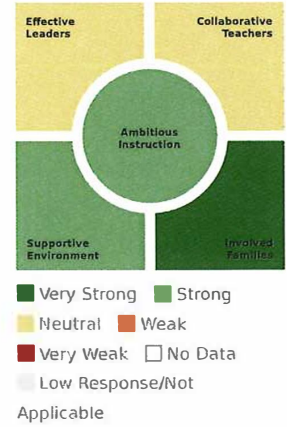 Effective
Leaders
Collaborative
Teachers
Ambitious
Instruction
Supportive
Environment
Involved
Families
Very Strong
Strong
Neutral
Weak
Very Weak
No Data
Low Response/Not
Applicable